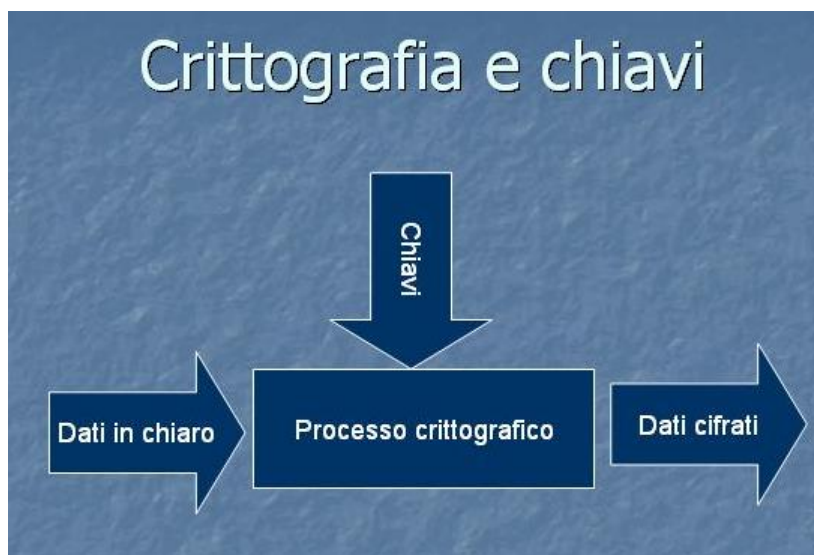 Crittografia e chiavi
Chiavi
Dati in chiaro
Processo crittografico
Dati cifrati